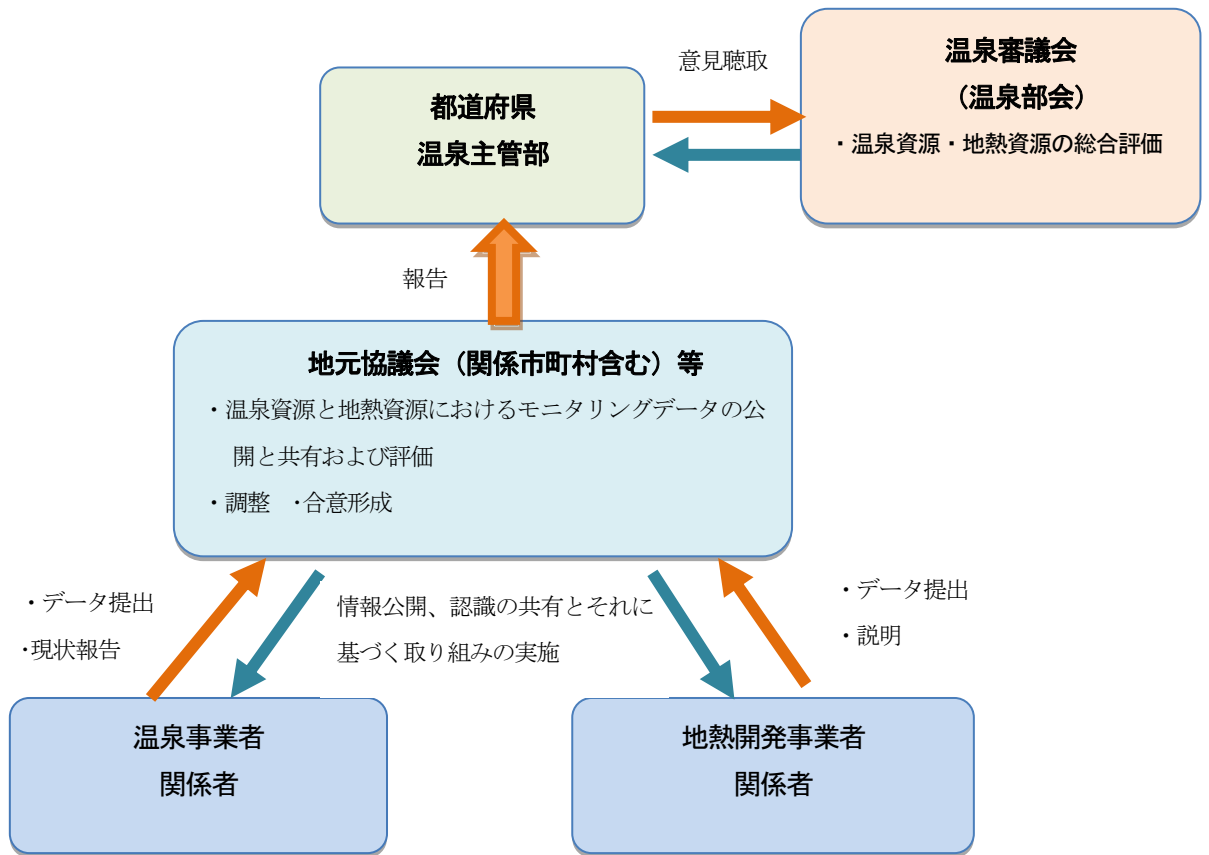 意見聴取
温泉審議会
（温泉部会）
・温泉資源・地熱資源の総合評価
都道府県
温泉主管部
報告
地元協議会（関係市町村含む）等
・温泉資源と地熱資源におけるモニタリングデータの公
開と共有および評価
・調整　・合意形成
・データ提出
・現状報告
情報公開、認識の共有とそれに
基づく取り組みの実施
・データ提出
・説明
温泉事業者
関係者
地熱開発事業者
関係者